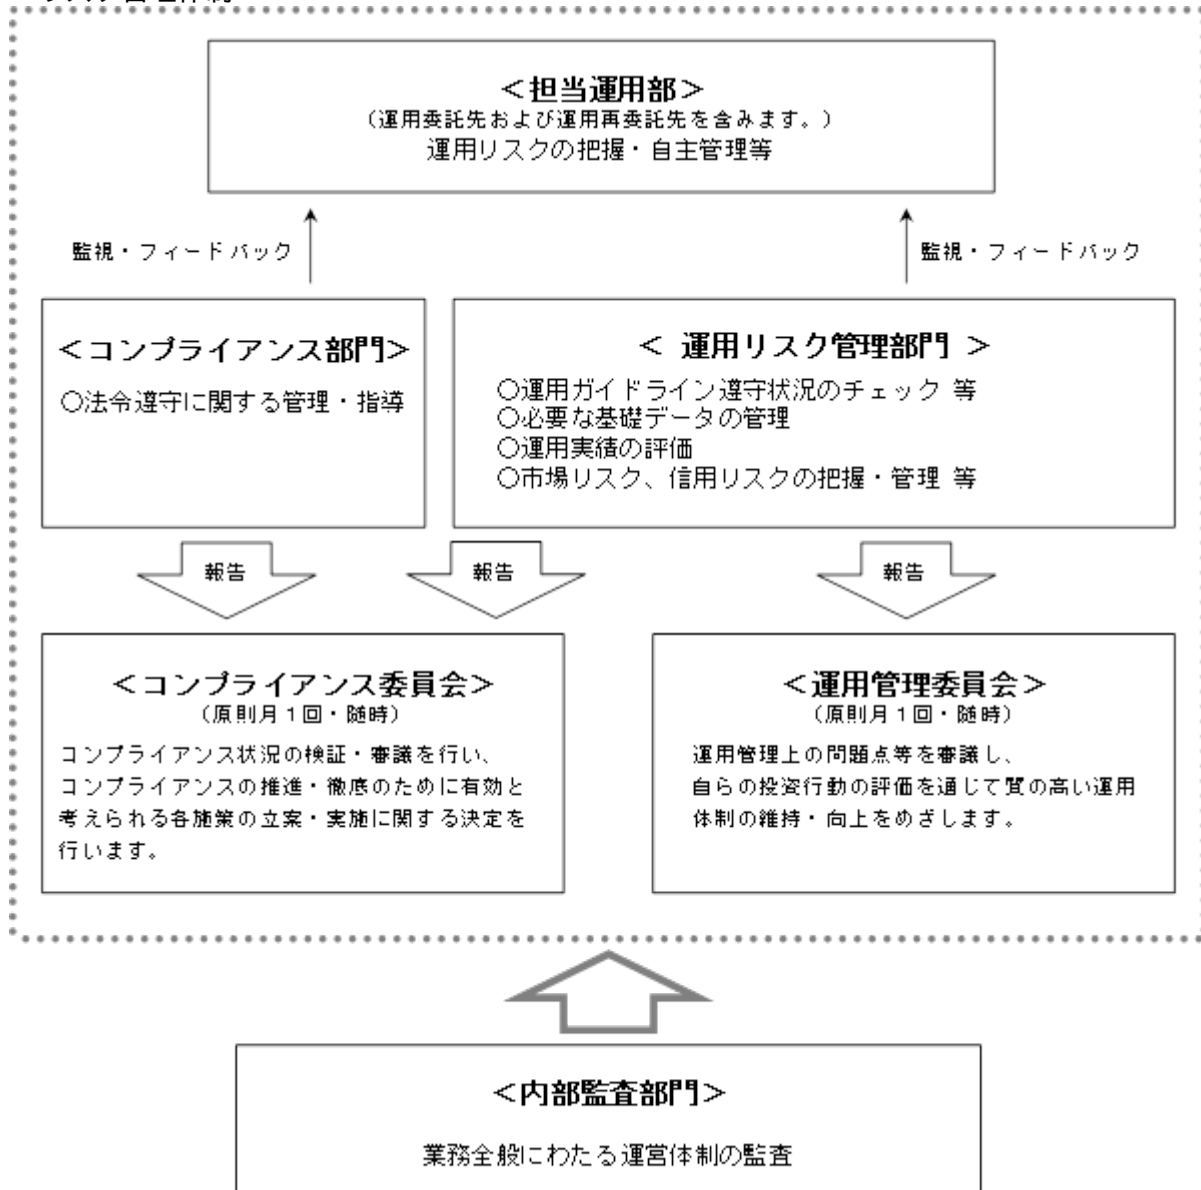 ＜担当運用部＞
（運用委託先および運用再委託先を含みます。）
運用リスクの把握・自主管理等
監視・フィードバック
監視・フィードバック
＜コンプライアンス部門＞
○法令遵守に関する管理・指導
＜ 運用リスク管理部門 ＞
○運用ガイドライン遵守状況のチェック 等
○必要な基礎データの管理
○運用実績の評価
○市場リスク、信用リスクの把握・管理 等
報告
報告
報告
＜コンプライアンス委員会＞
（原則月１回・随時）
コンプライアンス状況の検証・審議を行い、
コンプライアンスの推進・徹底のために有効と
考えられる各施策の立案・実施に関する決定を
行います。
＜運用管理委員会＞
（原則月１回・随時）
運用管理上の問題点等を審議し、
自らの投資行動の評価を通じて質の高い運用
体制の維持・向上をめざします。
＜内部監査部門＞
業務全般にわたる運営体制の監査